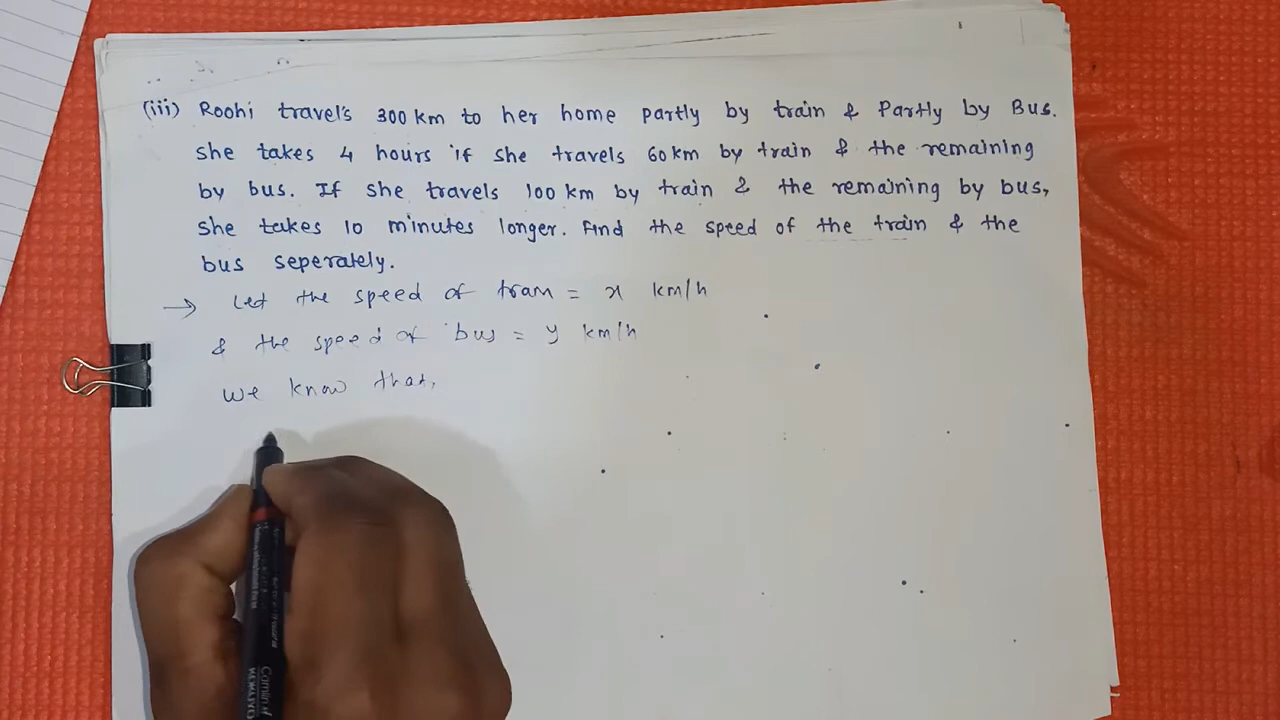 (iii) Roohi travel's 300 km to her home partly by train & Partly by Bus.
she takes 4 hours if she travels 60 km by train & the remaining
by bus. If she travels 100 km by train & the remaining by bus,
she takes 10 minutes longer. Find the speed of the train & the
bus seperately.
→ Let the speed of train = x km/h
& the speed of bus = y km/h
We know that,